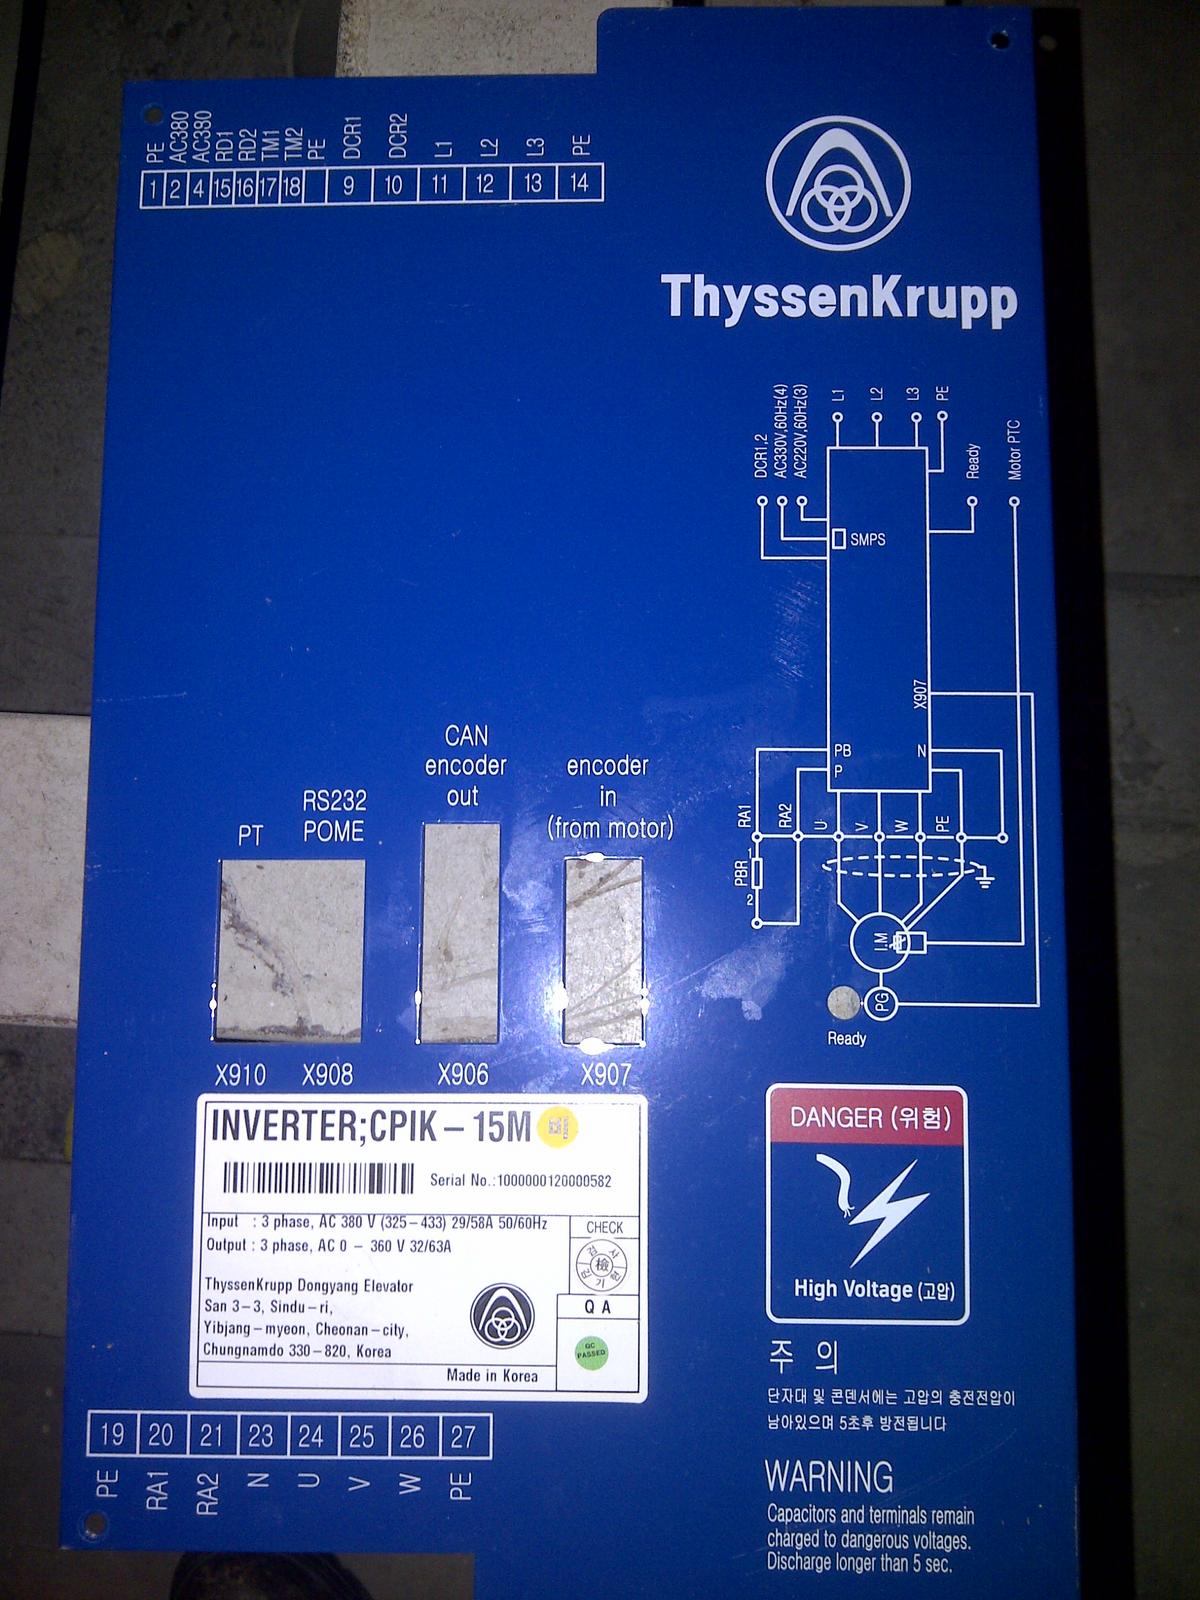 PE AC380 AC380 RD1 RD2 TM1 TM2 PE DCR1 DCR2 L1 L2 L3 PE
1 2 4 15 16 17 18 9 10 11 12 13 14
ThyssenKrupp
DCR1,2
AC330V,60Hz(4)
AC220V,60Hz(3)
L1
L2
L3
PE
Ready
Motor PTC
SMPS
X907
PB
N
P
RA1
RA2
U
V
W
PE
PBR
1
2
I.M
PG
Ready
CAN
encoder
out
encoder
in
(from motor)
RS232
PT
POME
X910
X908
X906
X907
INVERTER;CPIK-15M
Serial No.:1000000120000582
Input : 3 phase, AC 380 V (325-433) 29/58A 50/60Hz
Output : 3 phase, AC 0 - 360 V 32/63A
CHECK
檢
ThyssenKrupp Dongyang Elevator
San 3-3, Sindu-ri,
Yibjang-myeon, Cheonan-city,
Chungnamdo 330-820, Korea
Q A
QC
PASSED
Made in Korea
DANGER (위험)
High Voltage (고압)
주 의
단자대 및 콘덴서에는 고압의 충전전압이
남아있으며 5초후 방전됩니다
WARNING
Capacitors and terminals remain
charged to dangerous voltages.
Discharge longer than 5 sec.
19 20 21 23 24 25 26 27
PE RA1 RA2 N U V W PE